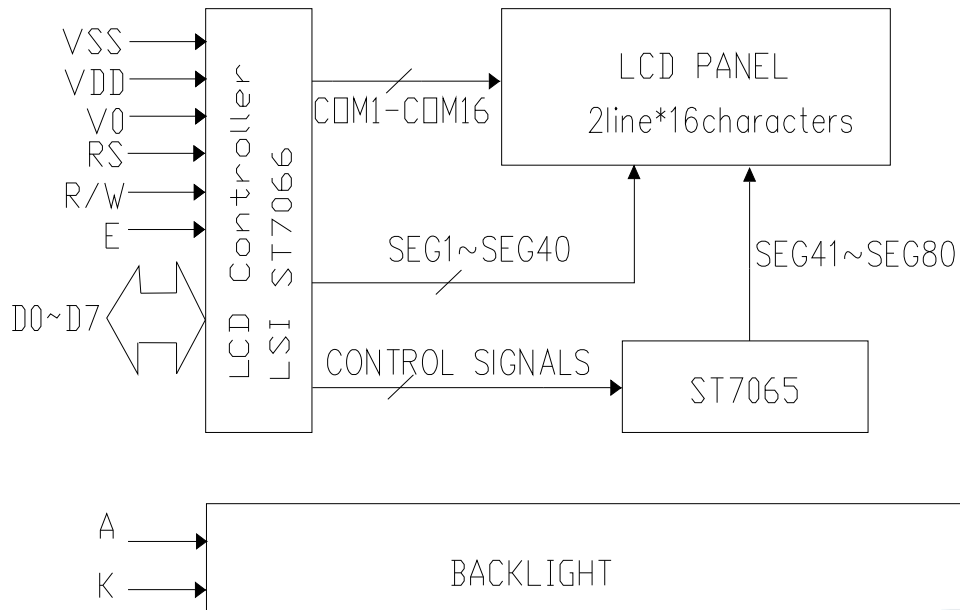 VSS
VDD
V0
RS
R/W
E
D0~D7
LCD Controller
LSI ST7066
COM1-COM16
LCD PANEL
2line*16characters
SEG1~SEG40
SEG41~SEG80
CONTROL SIGNALS
ST7065
A
K
BACKLIGHT